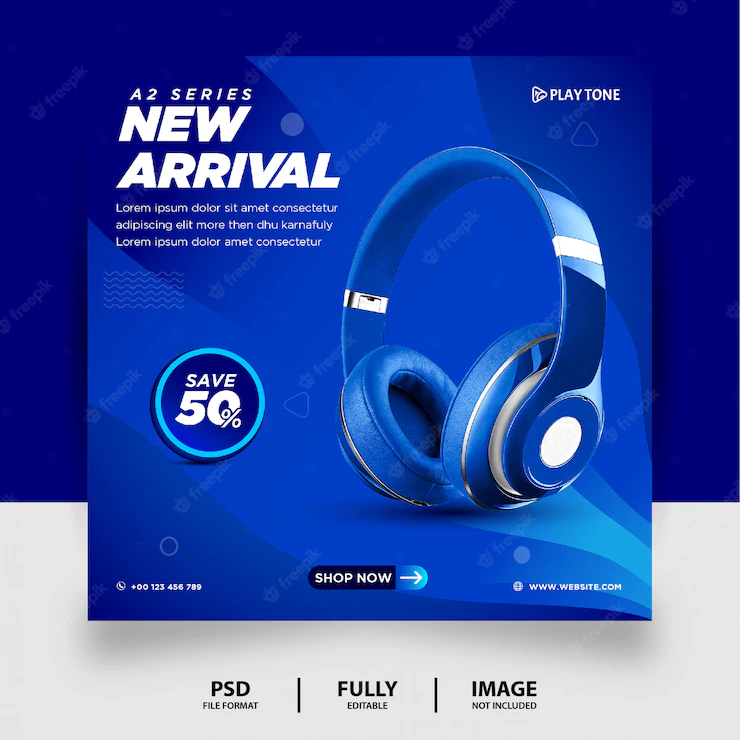 A2 SERIES
NEW
ARRIVAL
PLAY TONE
Lorem ipsum dolor sit amet consectetur
adipiscing elit more then dhu karnafuly
Lorem ipsum dolor sit amet consectetur
SAVE
50%
SHOP NOW
+00 123 456 789
WWW.WEBSITE.COM
PSD
FILE FORMAT
FULLY
EDITABLE
IMAGE
NOT INCLUDED
freepik